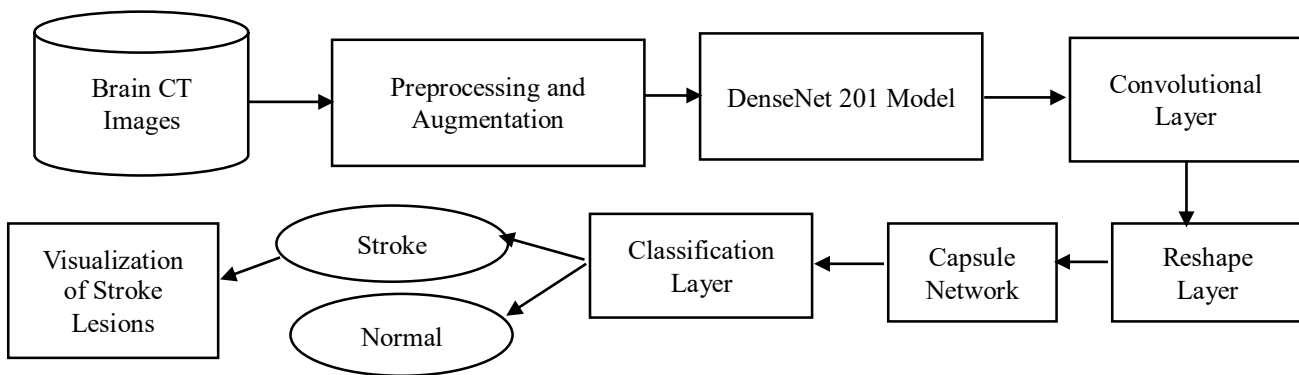 Brain CT
Images
Preprocessing and
Augmentation
DenseNet 201 Model
Convolutional
Layer
Reshape
Layer
Capsule
Network
Classification
Layer
Stroke
Normal
Visualization
of Stroke
Lesions